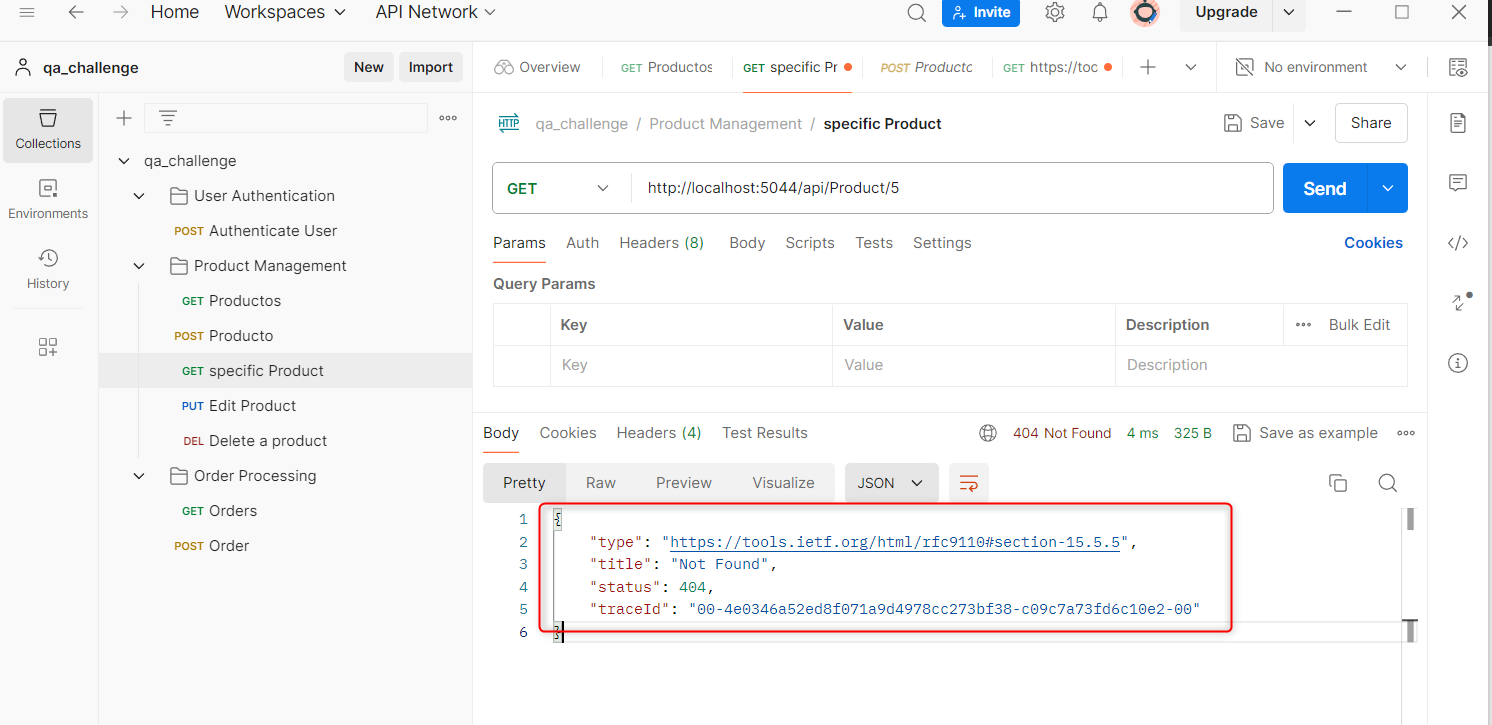 Home Workspaces API Network Invite Upgrade
qa_challenge New Import Overview GET Productos GET specific Pr POST Producto GET https://toc No environment
Collections
Environments
History
qa_challenge
User Authentication
POST Authenticate User
Product Management
GET Productos
POST Producto
GET specific Product
PUT Edit Product
DEL Delete a product
Order Processing
GET Orders
POST Order
HTTP qa_challenge / Product Management / specific Product Save Share
GET http://localhost:5044/api/Product/5 Send
Params Auth Headers (8) Body Scripts Tests Settings Cookies
Query Params
Key Value Description Bulk Edit
Key Value Description
Body Cookies Headers (4) Test Results 404 Not Found 4 ms 325 B Save as example
Pretty Raw Preview Visualize JSON
1 {
2 "type": "https://tools.ietf.org/html/rfc9110#section-15.5.5",
3 "title": "Not Found",
4 "status": 404,
5 "traceId": "00-4e0346a52ed8f071a9d4978cc273bf38-c09c7a73fd6c10e2-00"
6 }